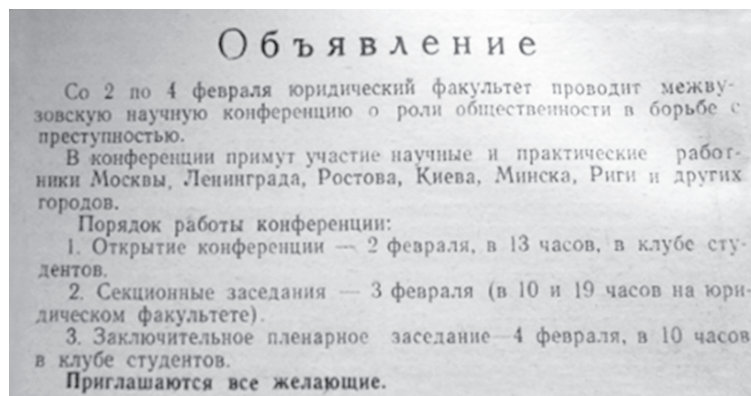 Объявление
Со 2 по 4 февраля юридический факультет проводит межву-
зовскую научную конференцию о роли общественности в борьбе с
преступностью.
В конференции примут участие научные и практические работ-
ники Москвы, Ленинграда, Ростова, Киева, Минска, Риги и других
городов.
Порядок работы конференции:
1. Открытие конференции — 2 февраля, в 13 часов, в клубе сту-
дентов.
2. Секционные заседания — 3 февраля (в 10 и 19 часов на юри-
дическом факультете).
3. Заключительное пленарное заседание—4 февраля, в 10 часов
в клубе студентов.
Приглашаются все желающие.